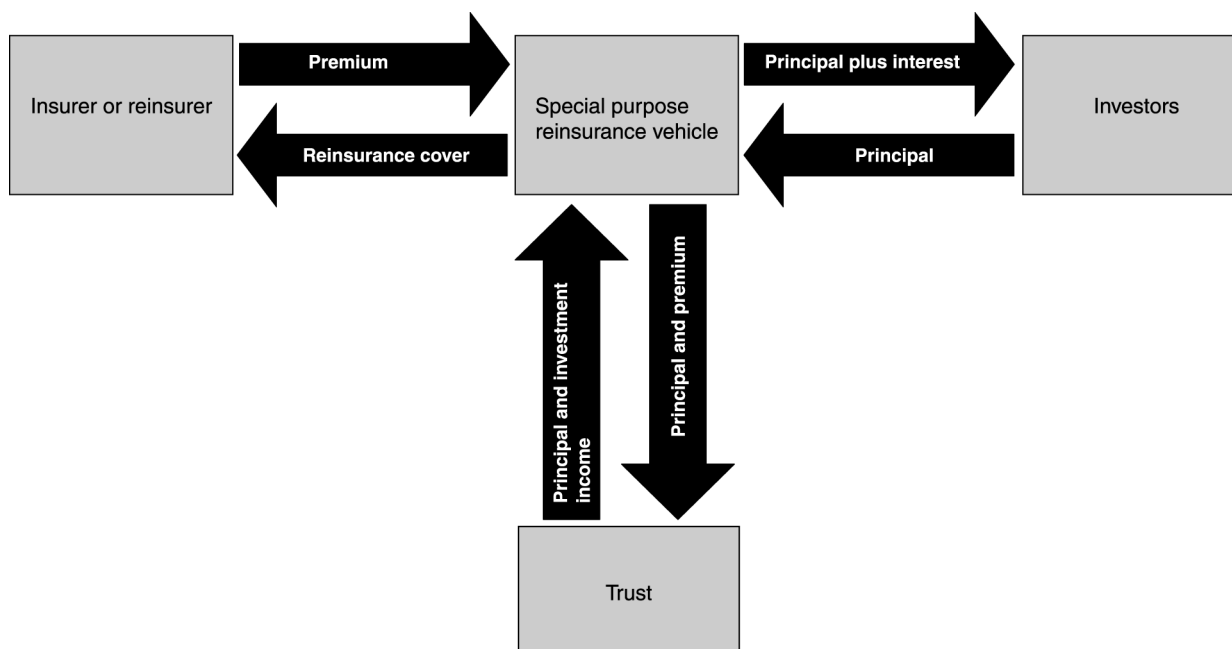 Premium
Principal plus interest
Insurer or reinsurer
Special purpose
reinsurance vehicle
Investors
Reinsurance cover
Principal
Principal and investment
income
Principal and premium
Trust